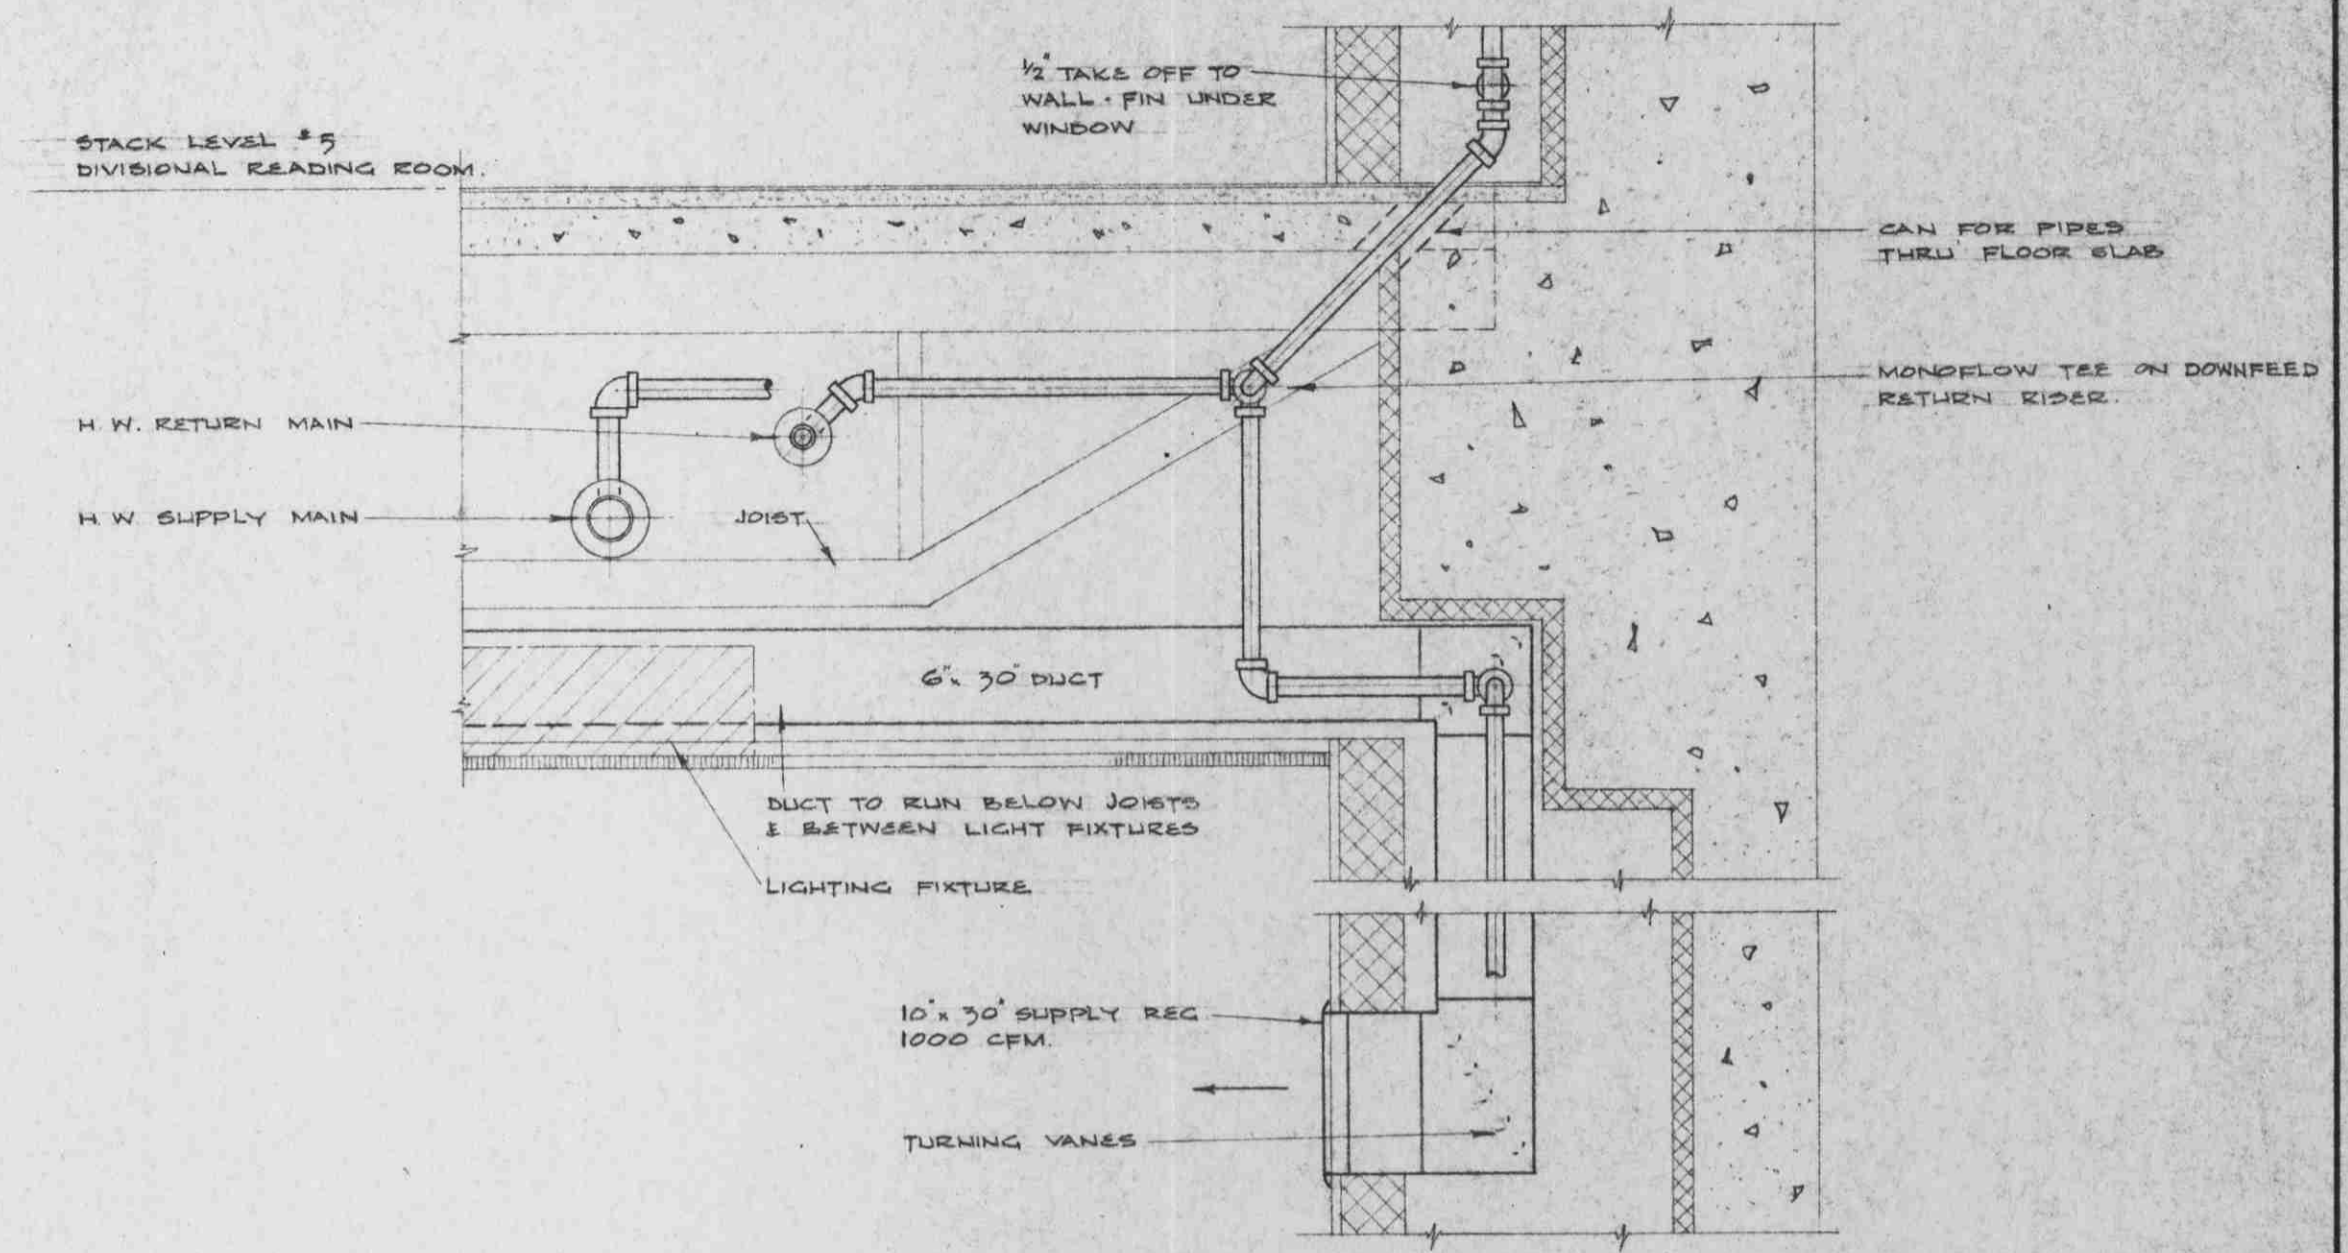 ½" TAKE OFF TO
WALL · FIN UNDER
WINDOW
STACK LEVEL #5
DIVISIONAL READING ROOM.
CAN FOR PIPES
THRU' FLOOR SLAB
MONOFLOW TEE ON DOWNFEED
RETURN RISER.
H. W. RETURN MAIN
H. W SUPPLY MAIN
JOIST
6" x 30" DUCT
DUCT TO RUN BELOW JOISTS
& BETWEEN LIGHT FIXTURES
LIGHTING FIXTURE
10" x 30" SUPPLY REG
1000 CFM.
TURNING VANES